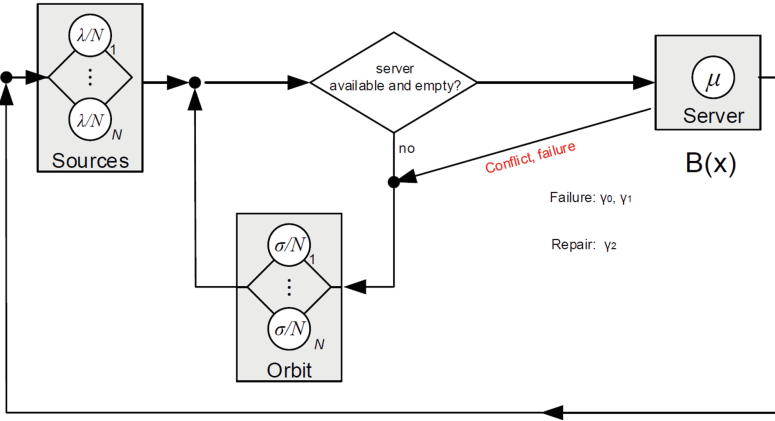 λ/N
1
⋮
λ/N
N
Sources
server
available and empty?
no
μ
Server
B(x)
Conflict, failure
Failure: γ₀, γ₁
Repair: γ₂
σ/N
1
⋮
σ/N
N
Orbit